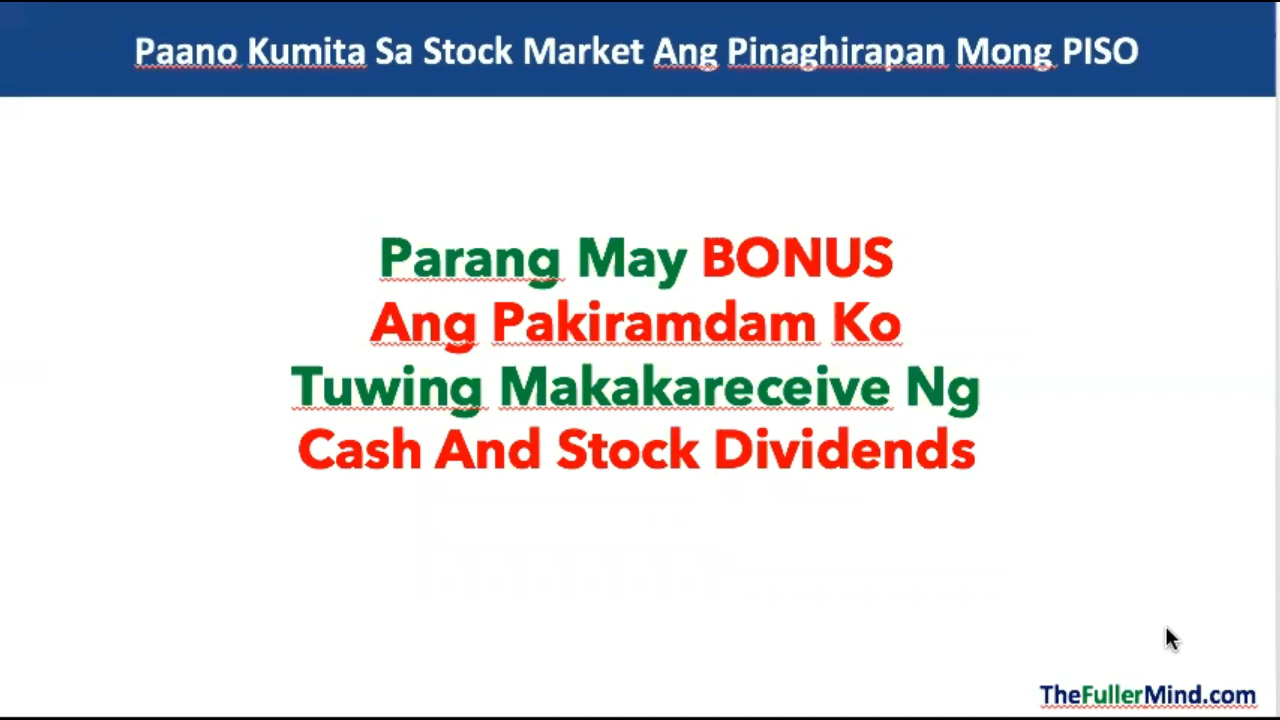 Paano Kumita Sa Stock Market Ang Pinaghirapan Mong PISO
Parang May BONUS
Ang Pakiramdam Ko
Tuwing Makakareceive Ng
Cash And Stock Dividends
TheFullerMind.com